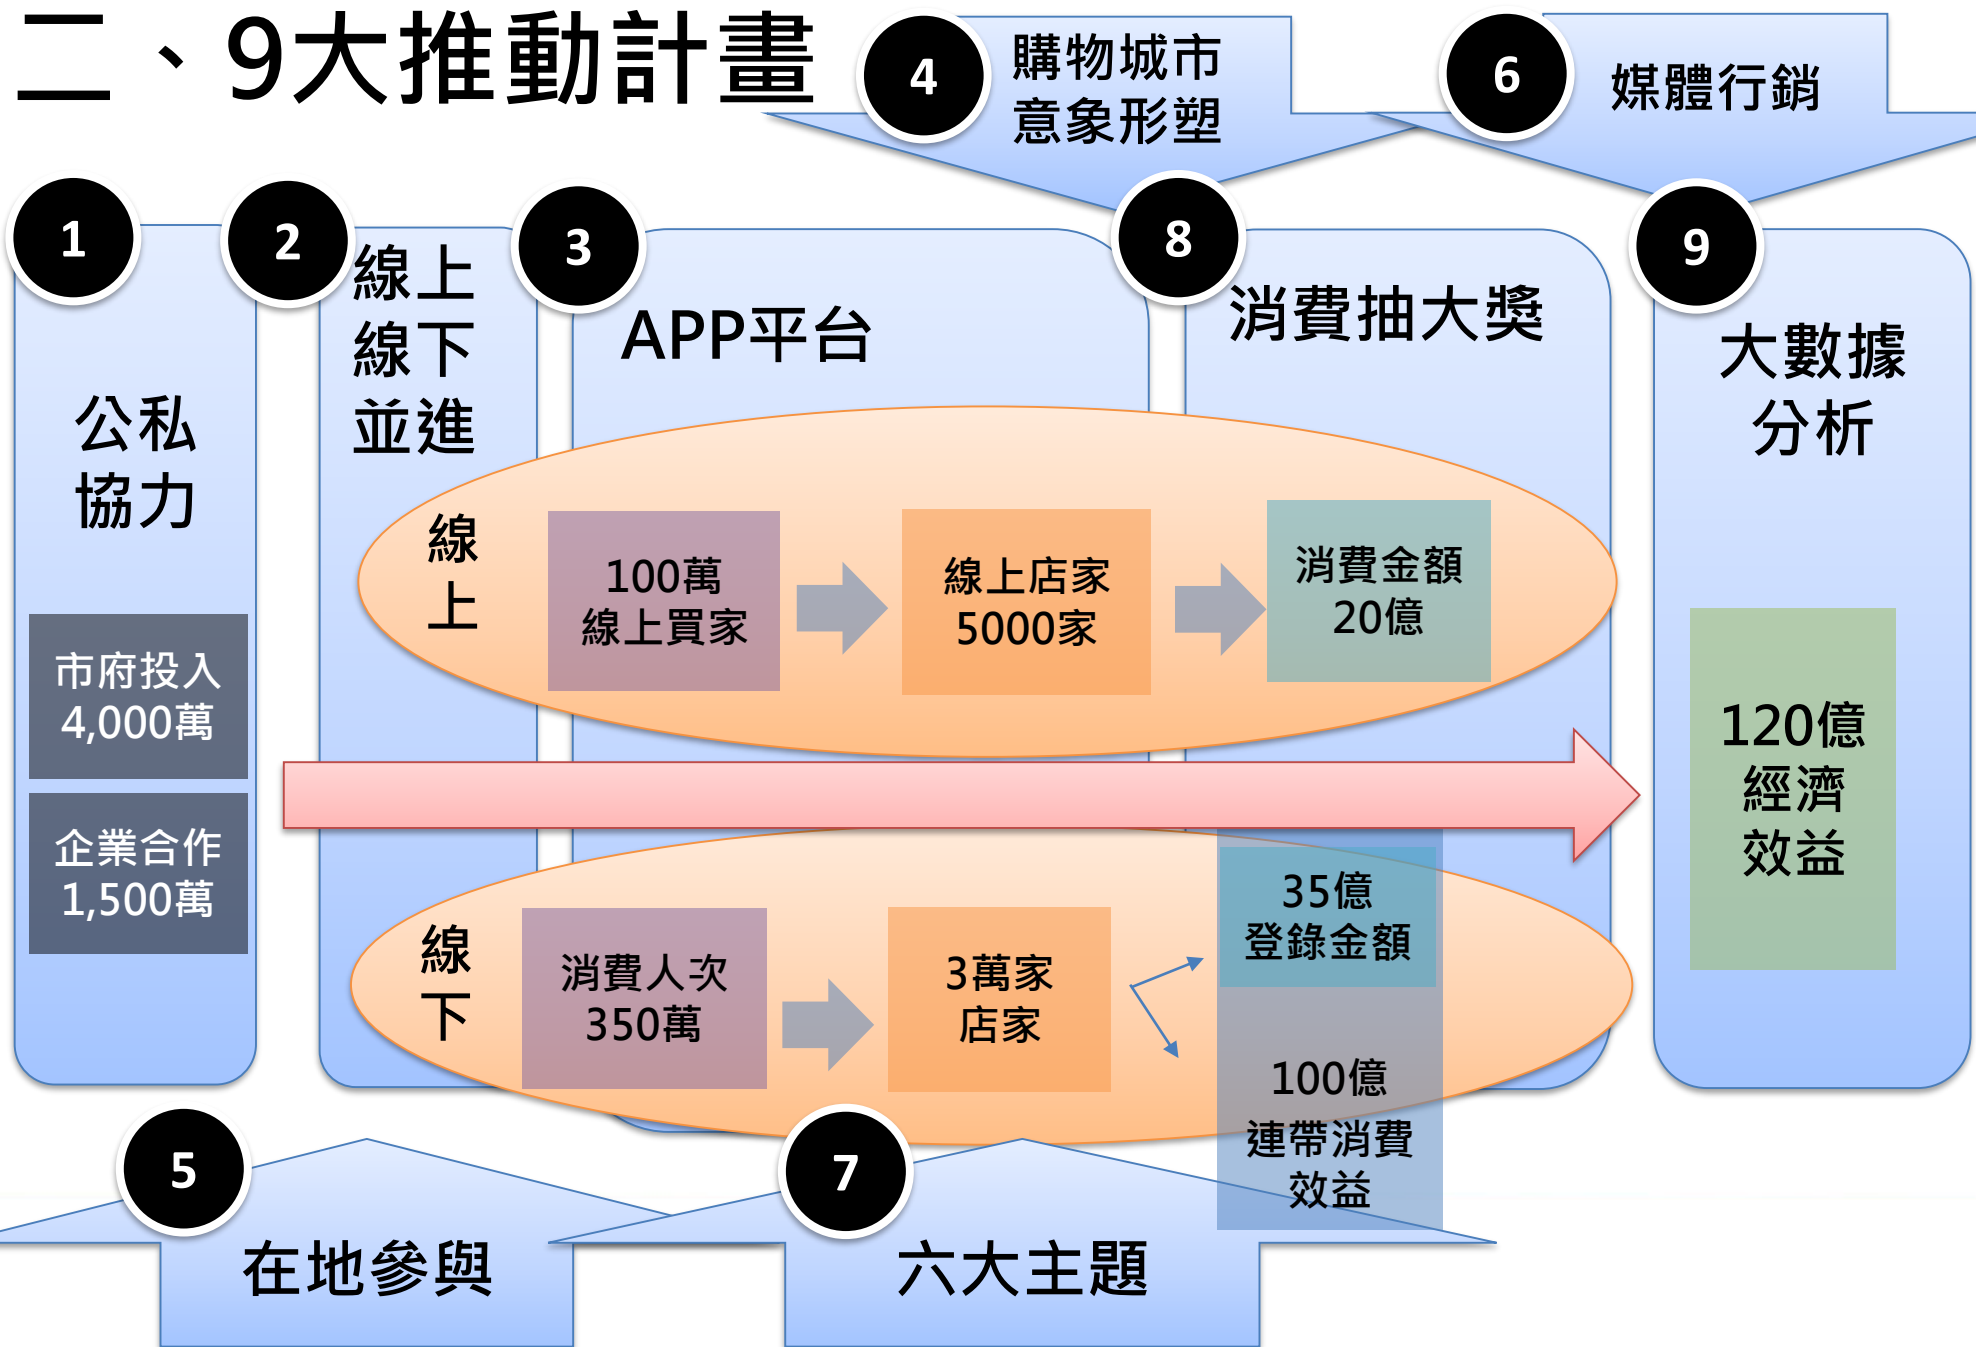 二、9大推動計畫
4
購物城市
意象形塑
6
媒體行銷
1
公私
協力
市府投入
4,000萬
企業合作
1,500萬
2
線上
線下
並進
3
APP平台
8
消費抽大獎
9
大數據
分析
120億
經濟
效益
線
上
100萬
線上買家
線上店家
5000家
消費金額
20億
線
下
消費人次
350萬
3萬家
店家
35億
登錄金額
100億
連帶消費
效益
5
在地參與
7
六大主題